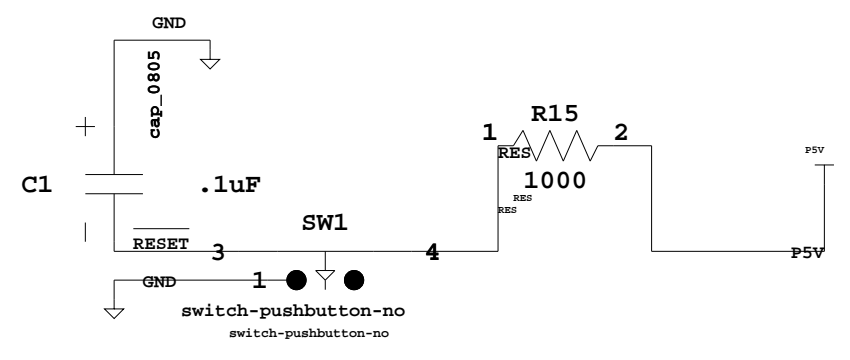 GND
cap_0805
+
R15
1
2
RES
P5V
C1
.1uF
1000
RES
RES
SW1
RESET
3
4
P5V
GND
1
switch-pushbutton-no
switch-pushbutton-no